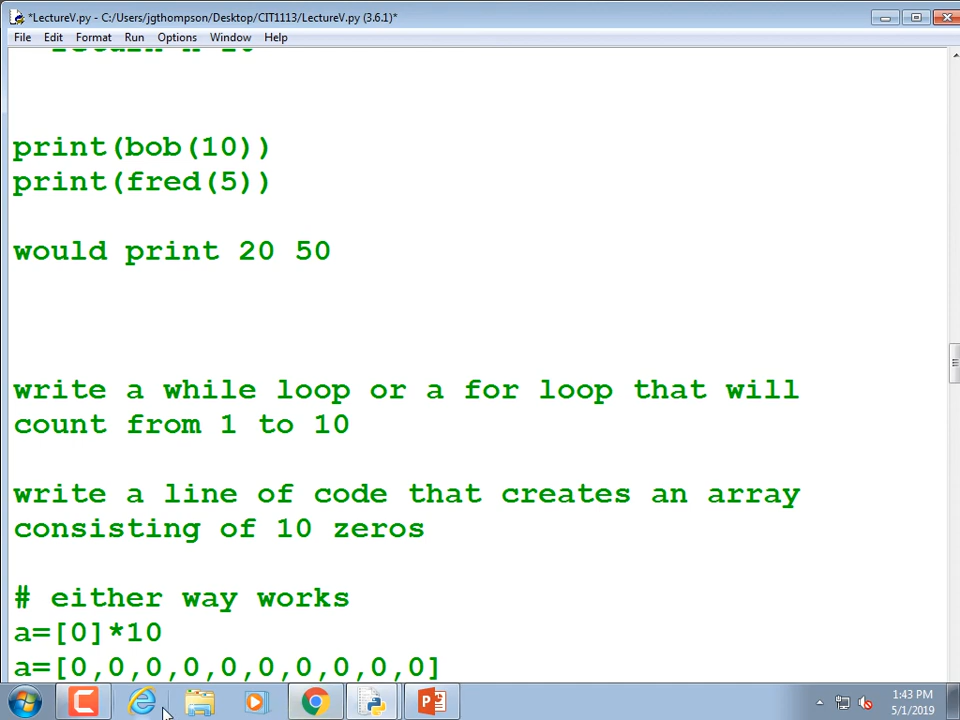 *LectureV.py - C:/Users/jgthompson/Desktop/CIT1113/LectureV.py (3.6.1)*
File Edit Format Run Options Window Help
print(bob(10))
print(fred(5))
would print 20 50
write a while loop or a for loop that will
count from 1 to 10
write a line of code that creates an array
consisting of 10 zeros
# either way works
a=[0]*10
a=[0,0,0,0,0,0,0,0,0,0]
1:43 PM
5/1/2019